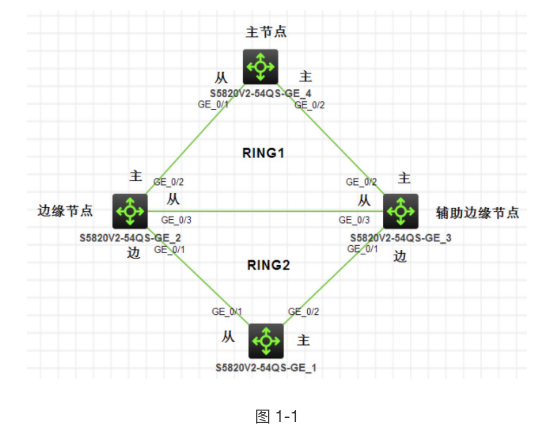 主节点
从
主
S5820V2-54QS-GE_4
GE_0/1
GE_0/2
RING1
主
GE_0/2
GE_0/2
主
从
从
边缘节点
辅助边缘节点
GE_0/3
GE_0/3
S5820V2-54QS-GE_2
S5820V2-54QS-GE_3
边
GE_0/1
GE_0/1
边
RING2
GE_0/1
GE_0/2
从
主
S5820V2-54QS-GE_1
图 1-1